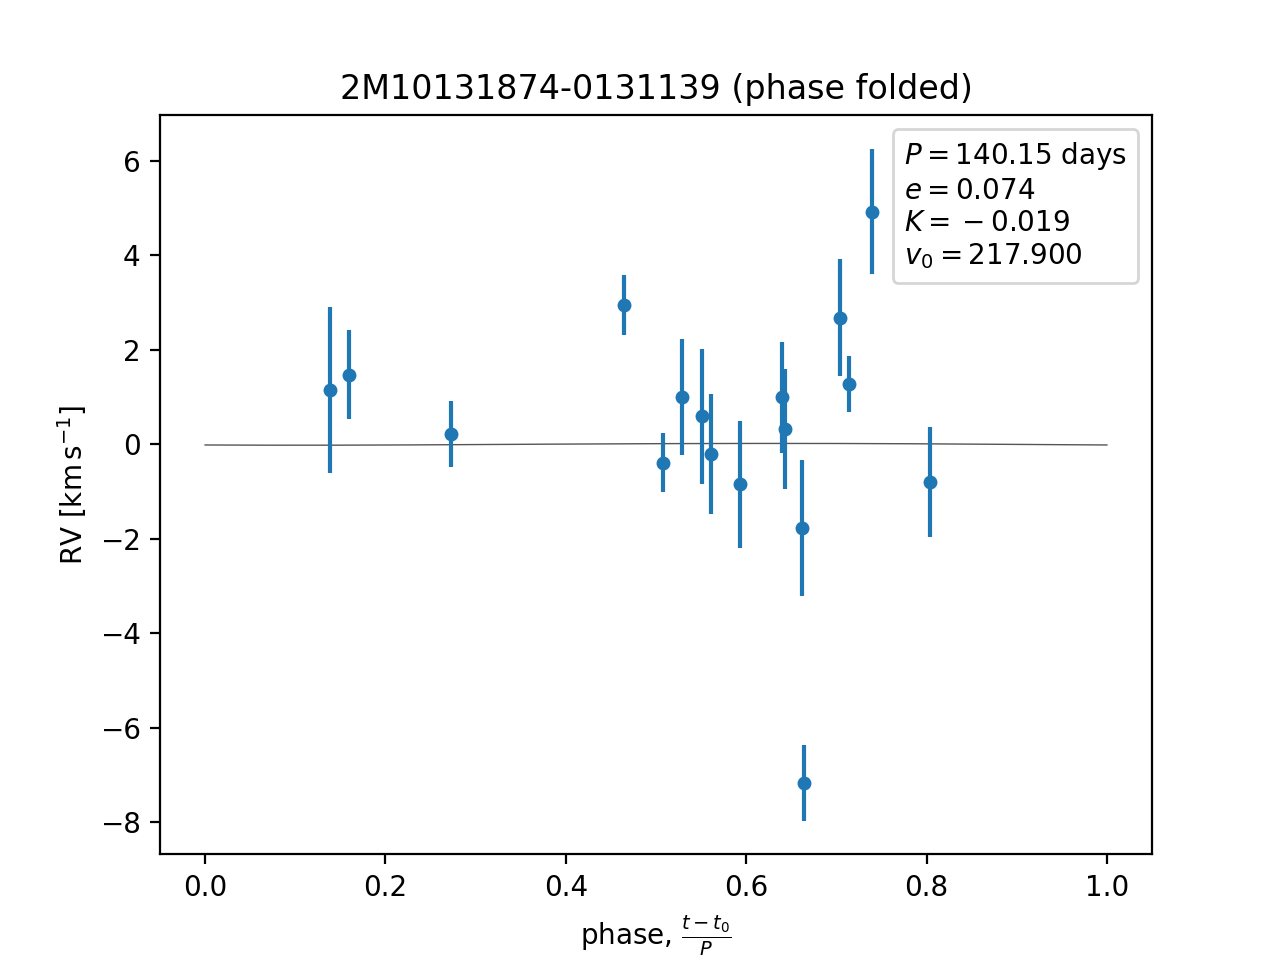 2M10131874-0131139 (phase folded)
P = 140.15 days
e = 0.074
K = −0.019
v₀ = 217.900
6
4
2
0
−2
−4
−6
−8
RV [km s⁻¹]
0.0 0.2 0.4 0.6 0.8 1.0
phase, (t − t₀)/P